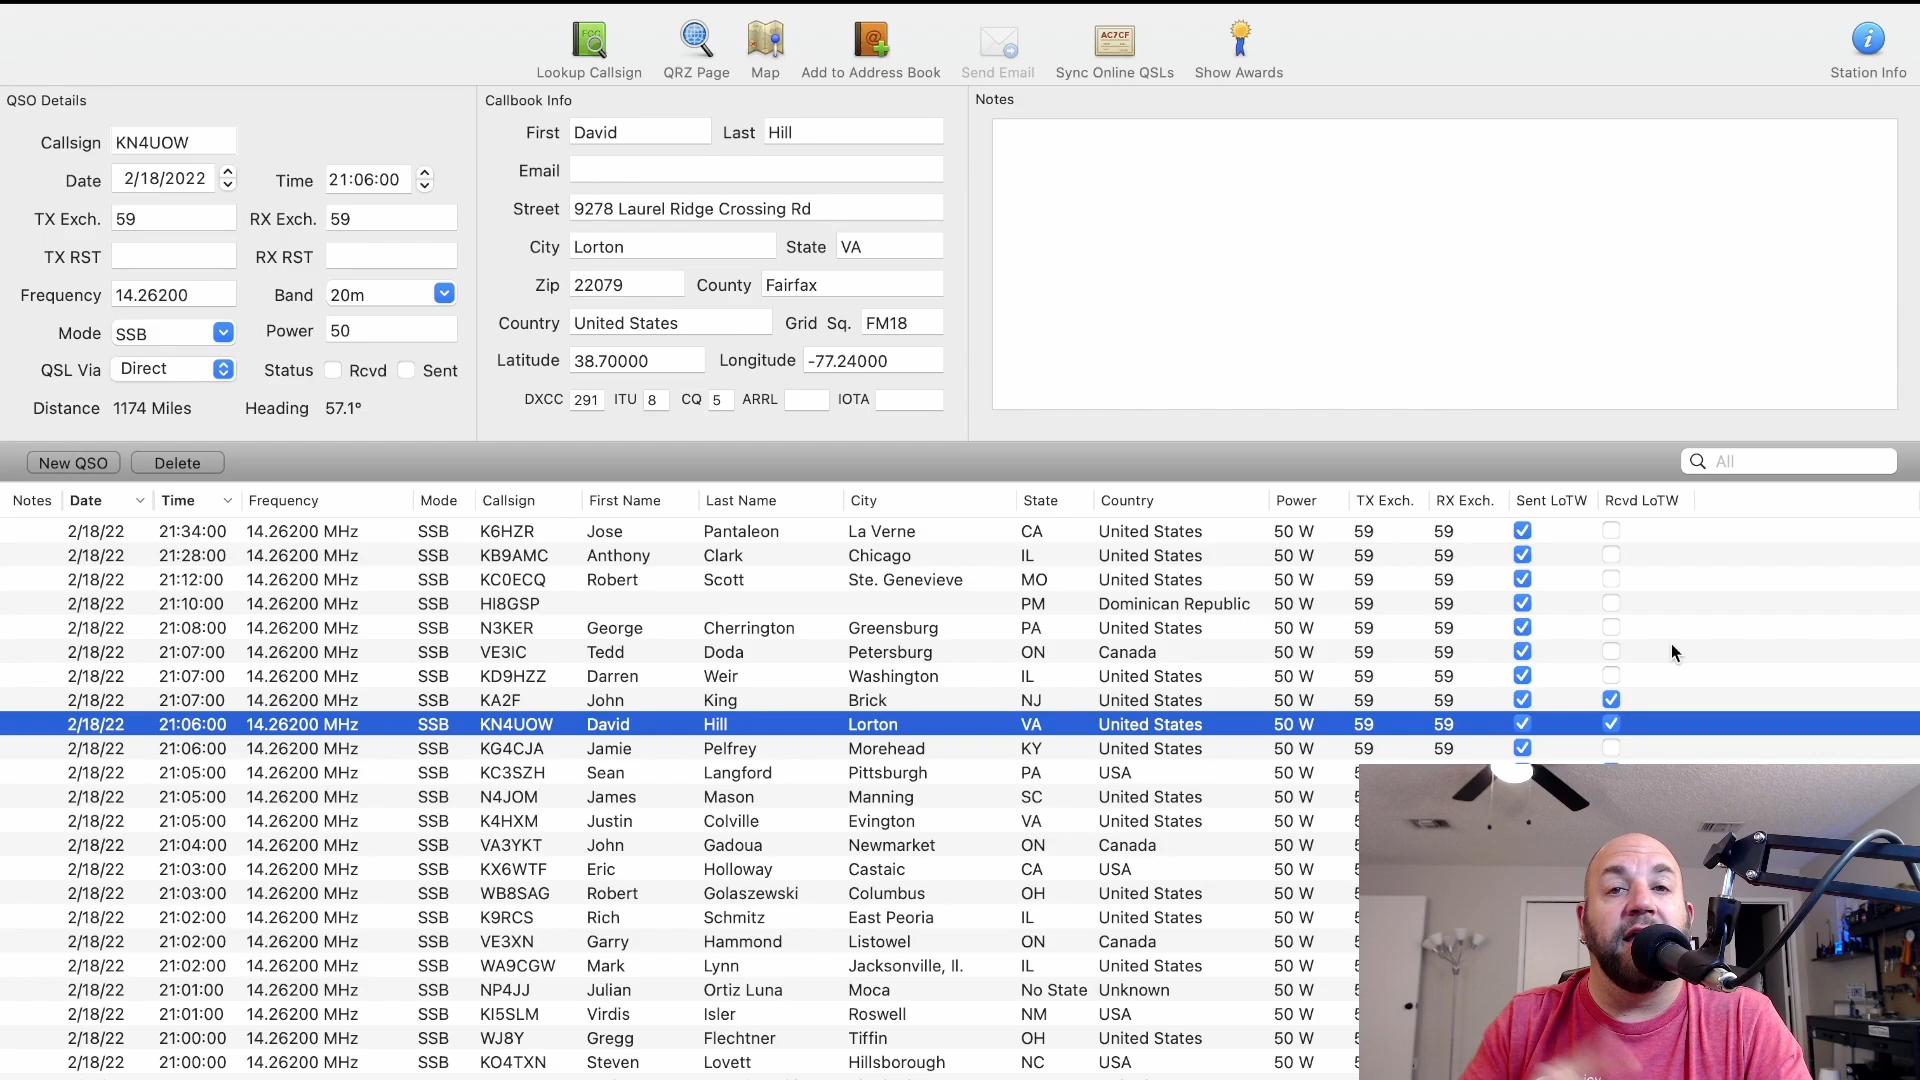 Lookup Callsign QRZ Page Map Add to Address Book Send Email Sync Online QSLs Show Awards Station Info
FCC @ AC7CF
QSO Details
Callsign KN4UOW
Date 2/18/2022 Time 21:06:00
TX Exch. 59 RX Exch. 59
TX RST RX RST
Frequency 14.26200 Band 20m
Mode SSB Power 50
QSL Via Direct Status Rcvd Sent
Distance 1174 Miles Heading 57.1°
Callbook Info
First David Last Hill
Email
Street 9278 Laurel Ridge Crossing Rd
City Lorton State VA
Zip 22079 County Fairfax
Country United States Grid Sq. FM18
Latitude 38.70000 Longitude -77.24000
DXCC 291 ITU 8 CQ 5 ARRL IOTA
Notes
New QSO Delete All
Notes Date Time Frequency Mode Callsign First Name Last Name City State Country Power TX Exch. RX Exch. Sent LoTW Rcvd LoTW
2/18/22 21:34:00 14.26200 MHz SSB K6HZR Jose Pantaleon La Verne CA United States 50 W 59 59
2/18/22 21:28:00 14.26200 MHz SSB KB9AMC Anthony Clark Chicago IL United States 50 W 59 59
2/18/22 21:12:00 14.26200 MHz SSB KC0ECQ Robert Scott Ste. Genevieve MO United States 50 W 59 59
2/18/22 21:10:00 14.26200 MHz SSB HI8GSP PM Dominican Republic 50 W 59 59
2/18/22 21:08:00 14.26200 MHz SSB N3KER George Cherrington Greensburg PA United States 50 W 59 59
2/18/22 21:07:00 14.26200 MHz SSB VE3IC Tedd Doda Petersburg ON Canada 50 W 59 59
2/18/22 21:07:00 14.26200 MHz SSB KD9HZZ Darren Weir Washington IL United States 50 W 59 59
2/18/22 21:07:00 14.26200 MHz SSB KA2F John King Brick NJ United States 50 W 59 59
2/18/22 21:06:00 14.26200 MHz SSB KN4UOW David Hill Lorton VA United States 50 W 59 59
2/18/22 21:06:00 14.26200 MHz SSB KG4CJA Jamie Pelfrey Morehead KY United States 50 W 59 59
2/18/22 21:05:00 14.26200 MHz SSB KC3SZH Sean Langford Pittsburgh PA USA 50 W
2/18/22 21:05:00 14.26200 MHz SSB N4JOM James Mason Manning SC United States 50 W
2/18/22 21:05:00 14.26200 MHz SSB K4HXM Justin Colville Evington VA United States 50 W
2/18/22 21:04:00 14.26200 MHz SSB VA3YKT John Gadoua Newmarket ON Canada 50 W
2/18/22 21:03:00 14.26200 MHz SSB KX6WTF Eric Holloway Castaic CA USA 50 W
2/18/22 21:03:00 14.26200 MHz SSB WB8SAG Robert Golaszewski Columbus OH United States 50 W
2/18/22 21:02:00 14.26200 MHz SSB K9RCS Rich Schmitz East Peoria IL United States 50 W
2/18/22 21:02:00 14.26200 MHz SSB VE3XN Garry Hammond Listowel ON Canada 50 W
2/18/22 21:02:00 14.26200 MHz SSB WA9CGW Mark Lynn Jacksonville, Il. IL United States 50 W
2/18/22 21:01:00 14.26200 MHz SSB NP4JJ Julian Ortiz Luna Moca No State Unknown 50 W
2/18/22 21:01:00 14.26200 MHz SSB KI5SLM Virdis Isler Roswell NM USA 50 W
2/18/22 21:00:00 14.26200 MHz SSB WJ8Y Gregg Flechtner Tiffin OH United States 50 W
2/18/22 21:00:00 14.26200 MHz SSB KO4TXN Steven Lovett Hillsborough NC USA 50 W